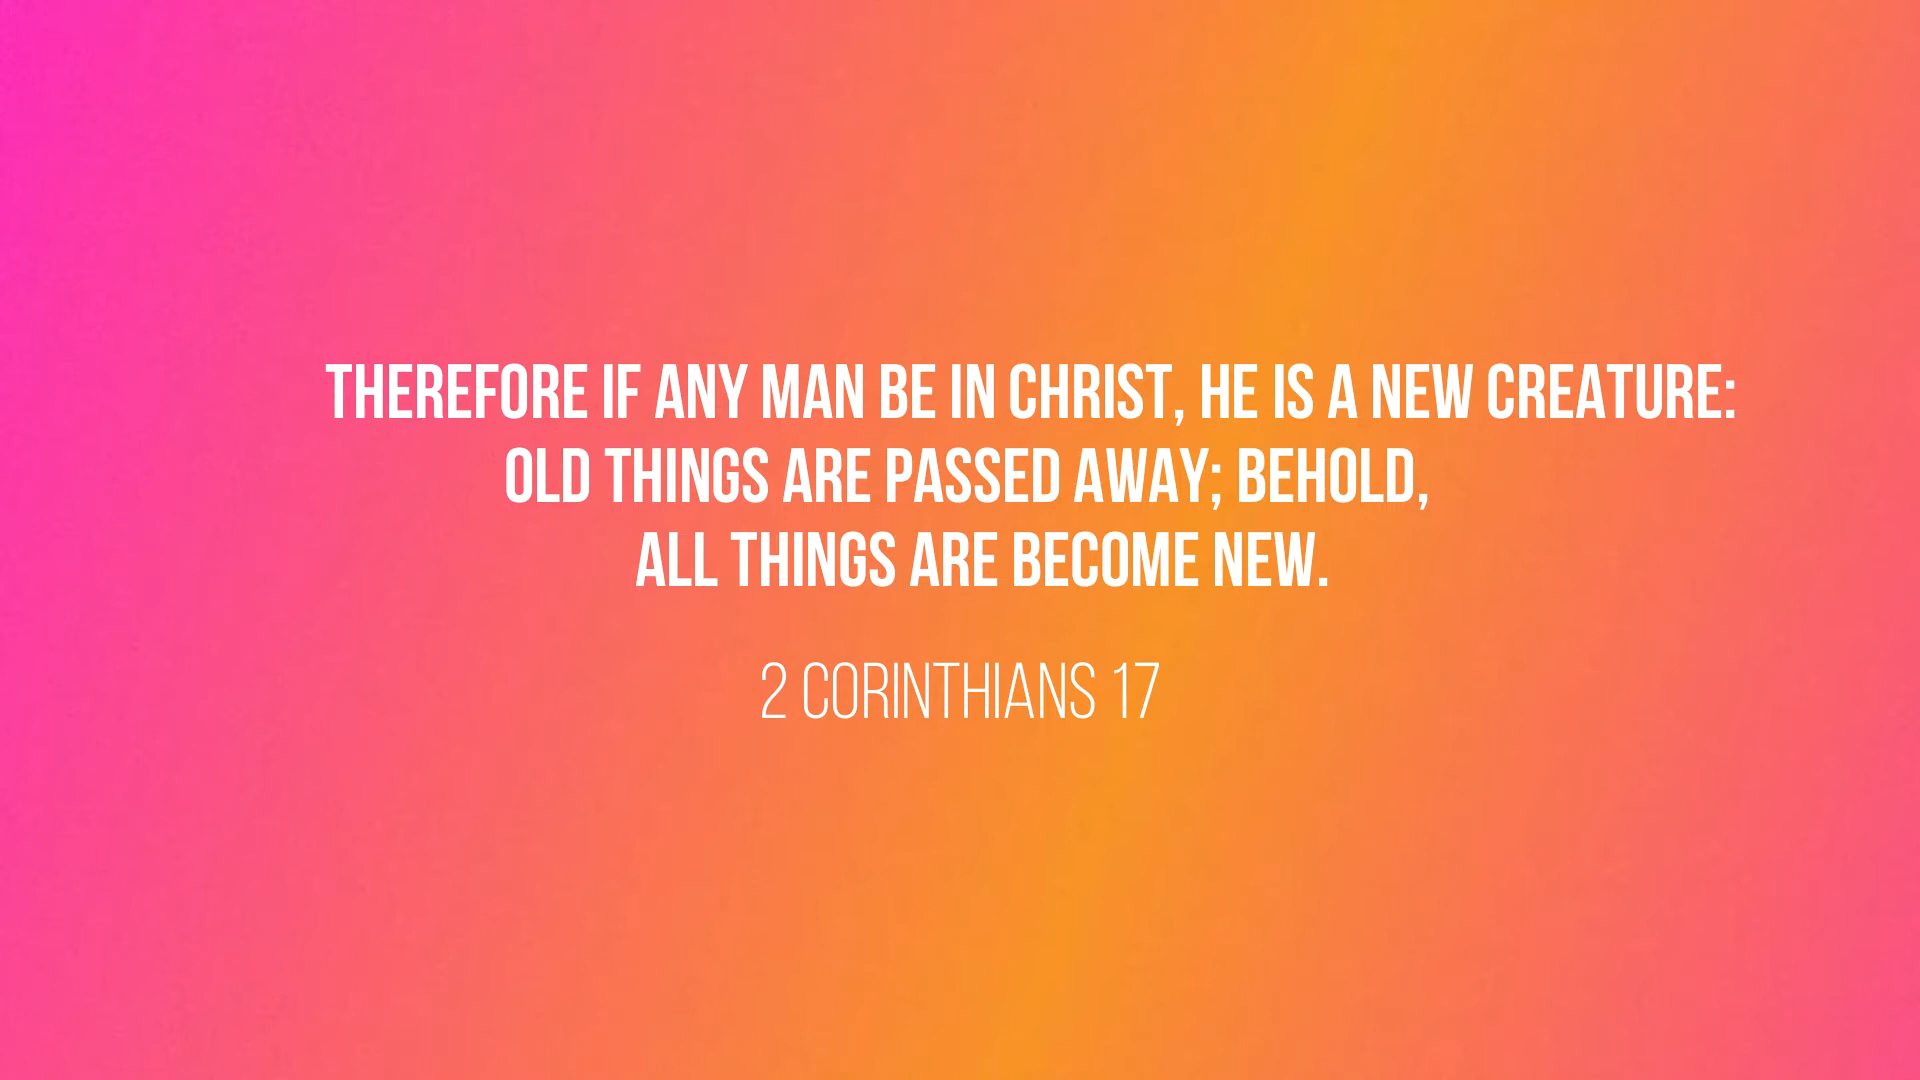 THEREFORE IF ANY MAN BE IN CHRIST, HE IS A NEW CREATURE:
OLD THINGS ARE PASSED AWAY; BEHOLD,
ALL THINGS ARE BECOME NEW.
2 CORINTHIANS 17